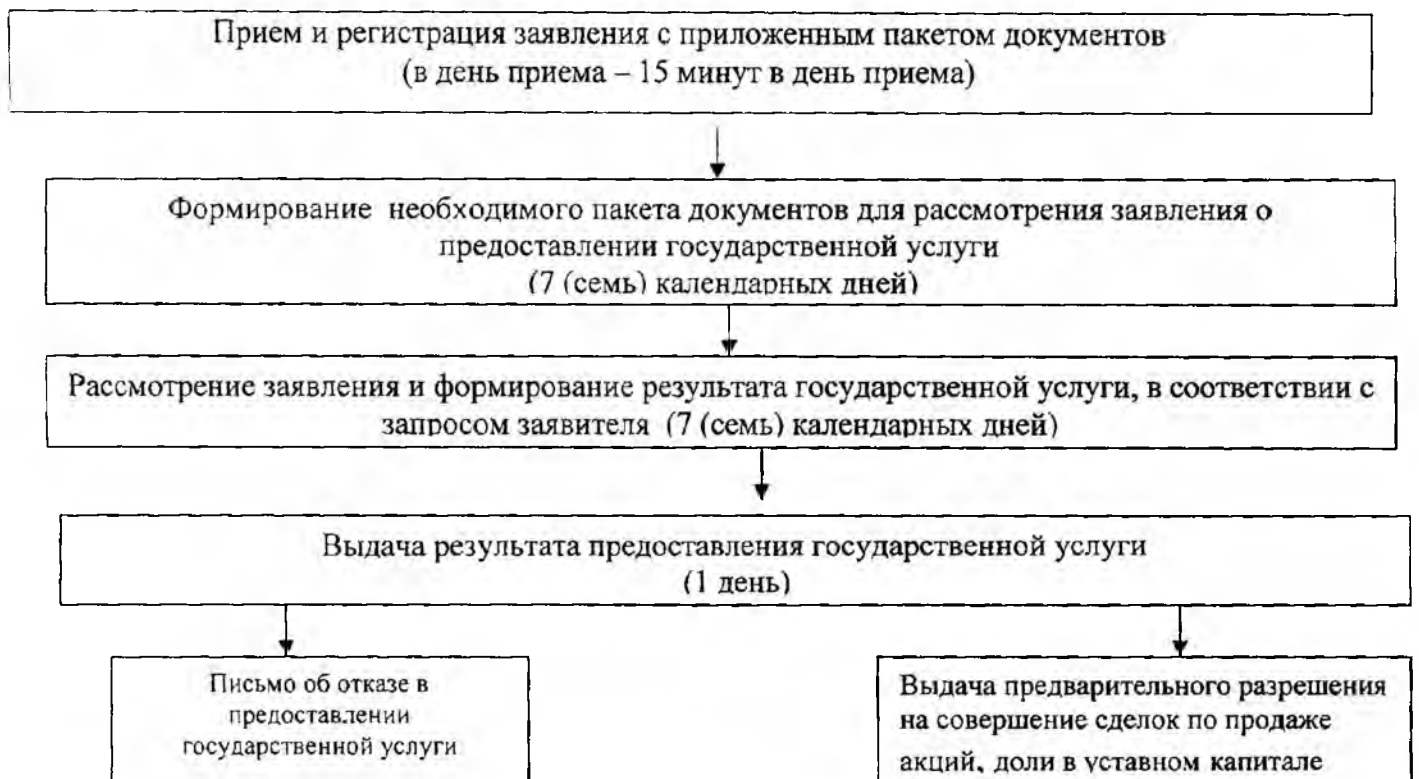 Прием и регистрация заявления с приложенным пакетом документов
(в день приема – 15 минут в день приема)
Формирование необходимого пакета документов для рассмотрения заявления о
предоставлении государственной услуги
(7 (семь) календарных дней)
Рассмотрение заявления и формирование результата государственной услуги, в соответствии с
запросом заявителя (7 (семь) календарных дней)
Выдача результата предоставления государственной услуги
(1 день)
Письмо об отказе в
предоставлении
государственной услуги
Выдача предварительного разрешения
на совершение сделок по продаже
акций, доли в уставном капитале